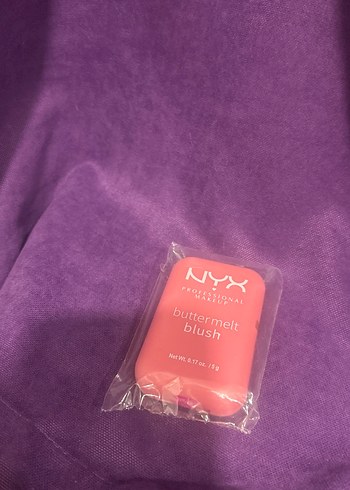 NYX
PROFESSIONAL
MAKEUP
buttermelt
blush
Net Wt. 0.17 oz. / 5 g